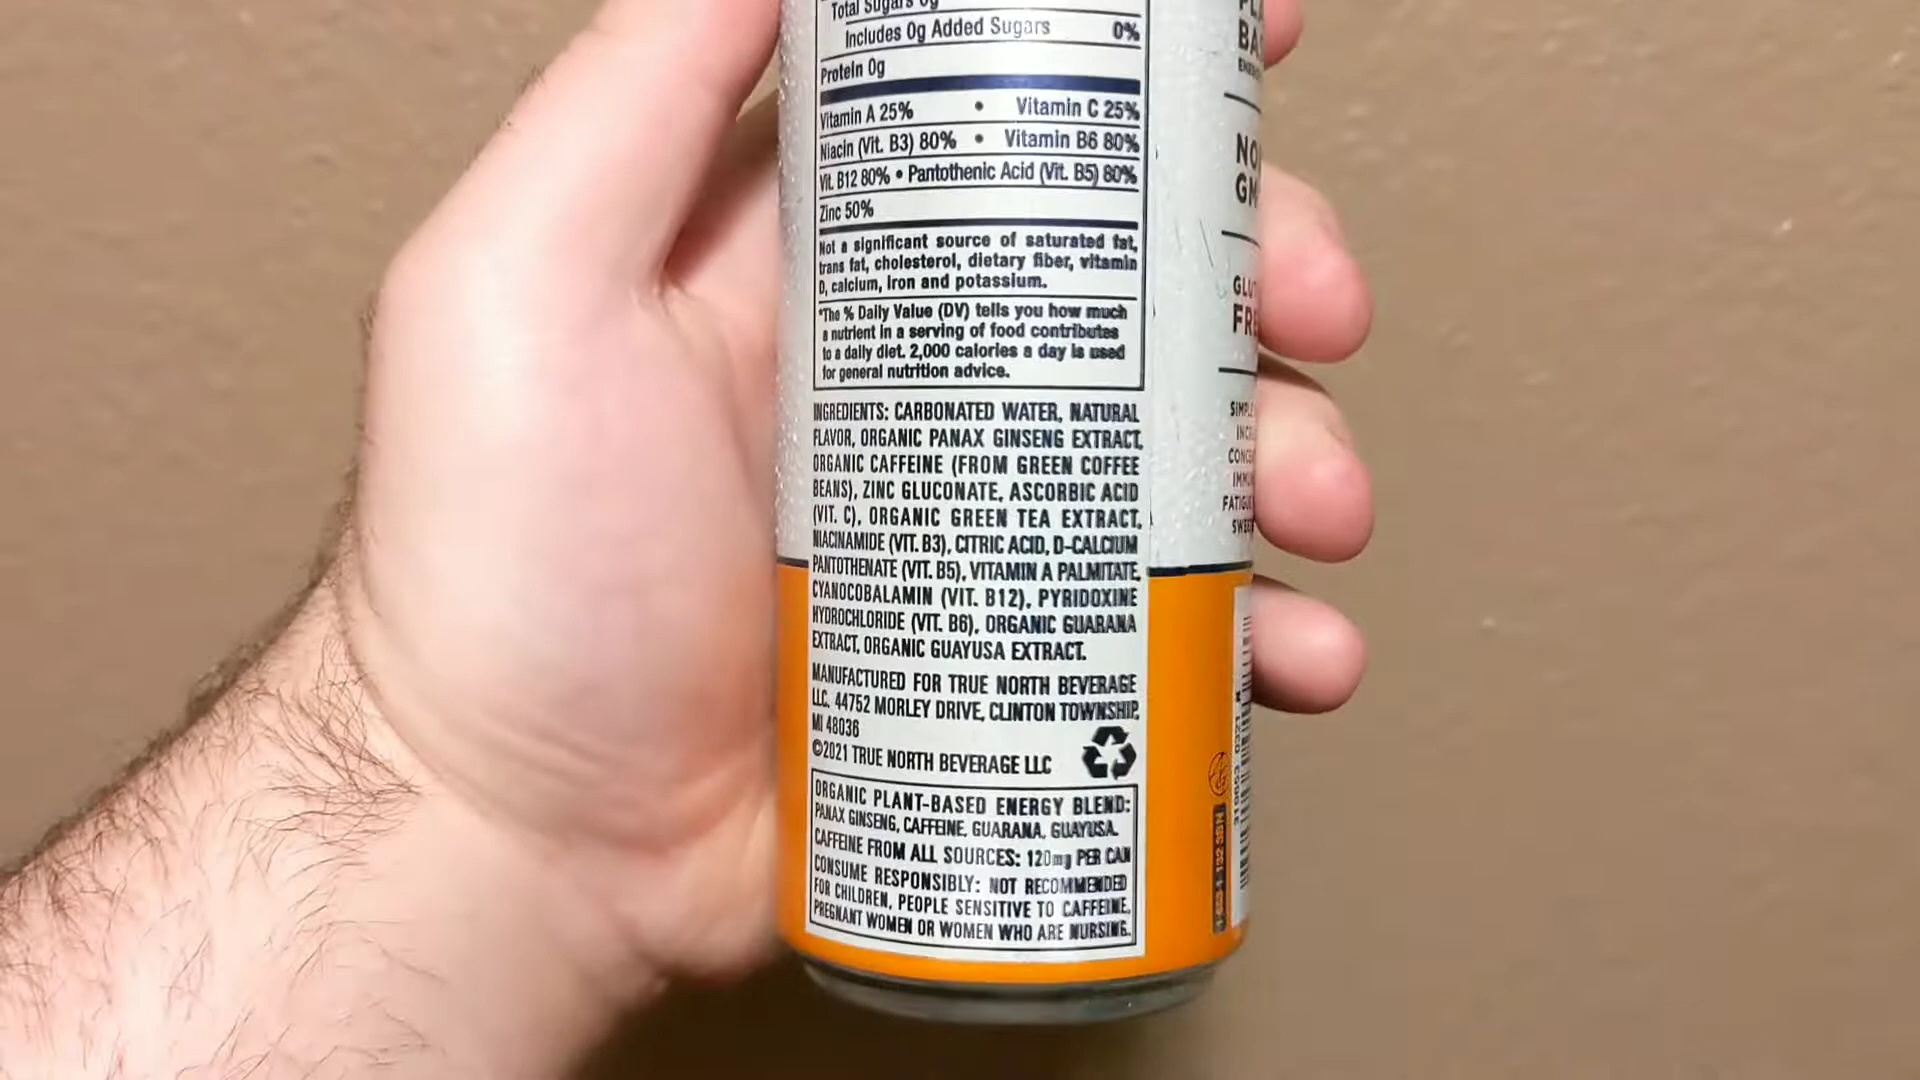 Total Sugars 0g
Includes 0g Added Sugars 0%
Protein 0g
Vitamin A 25% • Vitamin C 25%
Niacin (Vit. B3) 80% • Vitamin B6 80%
Vit. B12 80% • Pantothenic Acid (Vit. B5) 80%
Zinc 50%
Not a significant source of saturated fat,
trans fat, cholesterol, dietary fiber, vitamin
D, calcium, iron and potassium.
*The % Daily Value (DV) tells you how much
a nutrient in a serving of food contributes
to a daily diet. 2,000 calories a day is used
for general nutrition advice.
INGREDIENTS: CARBONATED WATER, NATURAL
FLAVOR, ORGANIC PANAX GINSENG EXTRACT,
ORGANIC CAFFEINE (FROM GREEN COFFEE
BEANS), ZINC GLUCONATE, ASCORBIC ACID
(VIT. C), ORGANIC GREEN TEA EXTRACT,
NIACINAMIDE (VIT. B3), CITRIC ACID, D-CALCIUM
PANTOTHENATE (VIT. B5), VITAMIN A PALMITATE,
CYANOCOBALAMIN (VIT. B12), PYRIDOXINE
HYDROCHLORIDE (VIT. B6), ORGANIC GUARANA
EXTRACT, ORGANIC GUAYUSA EXTRACT.
MANUFACTURED FOR TRUE NORTH BEVERAGE
LLC. 44752 MORLEY DRIVE, CLINTON TOWNSHIP,
MI 48036
©2021 TRUE NORTH BEVERAGE LLC
ORGANIC PLANT-BASED ENERGY BLEND:
PANAX GINSENG, CAFFEINE, GUARANA, GUAYUSA.
CAFFEINE FROM ALL SOURCES: 120mg PER CAN
CONSUME RESPONSIBLY: NOT RECOMMENDED
FOR CHILDREN, PEOPLE SENSITIVE TO CAFFEINE,
PREGNANT WOMEN OR WOMEN WHO ARE NURSING.